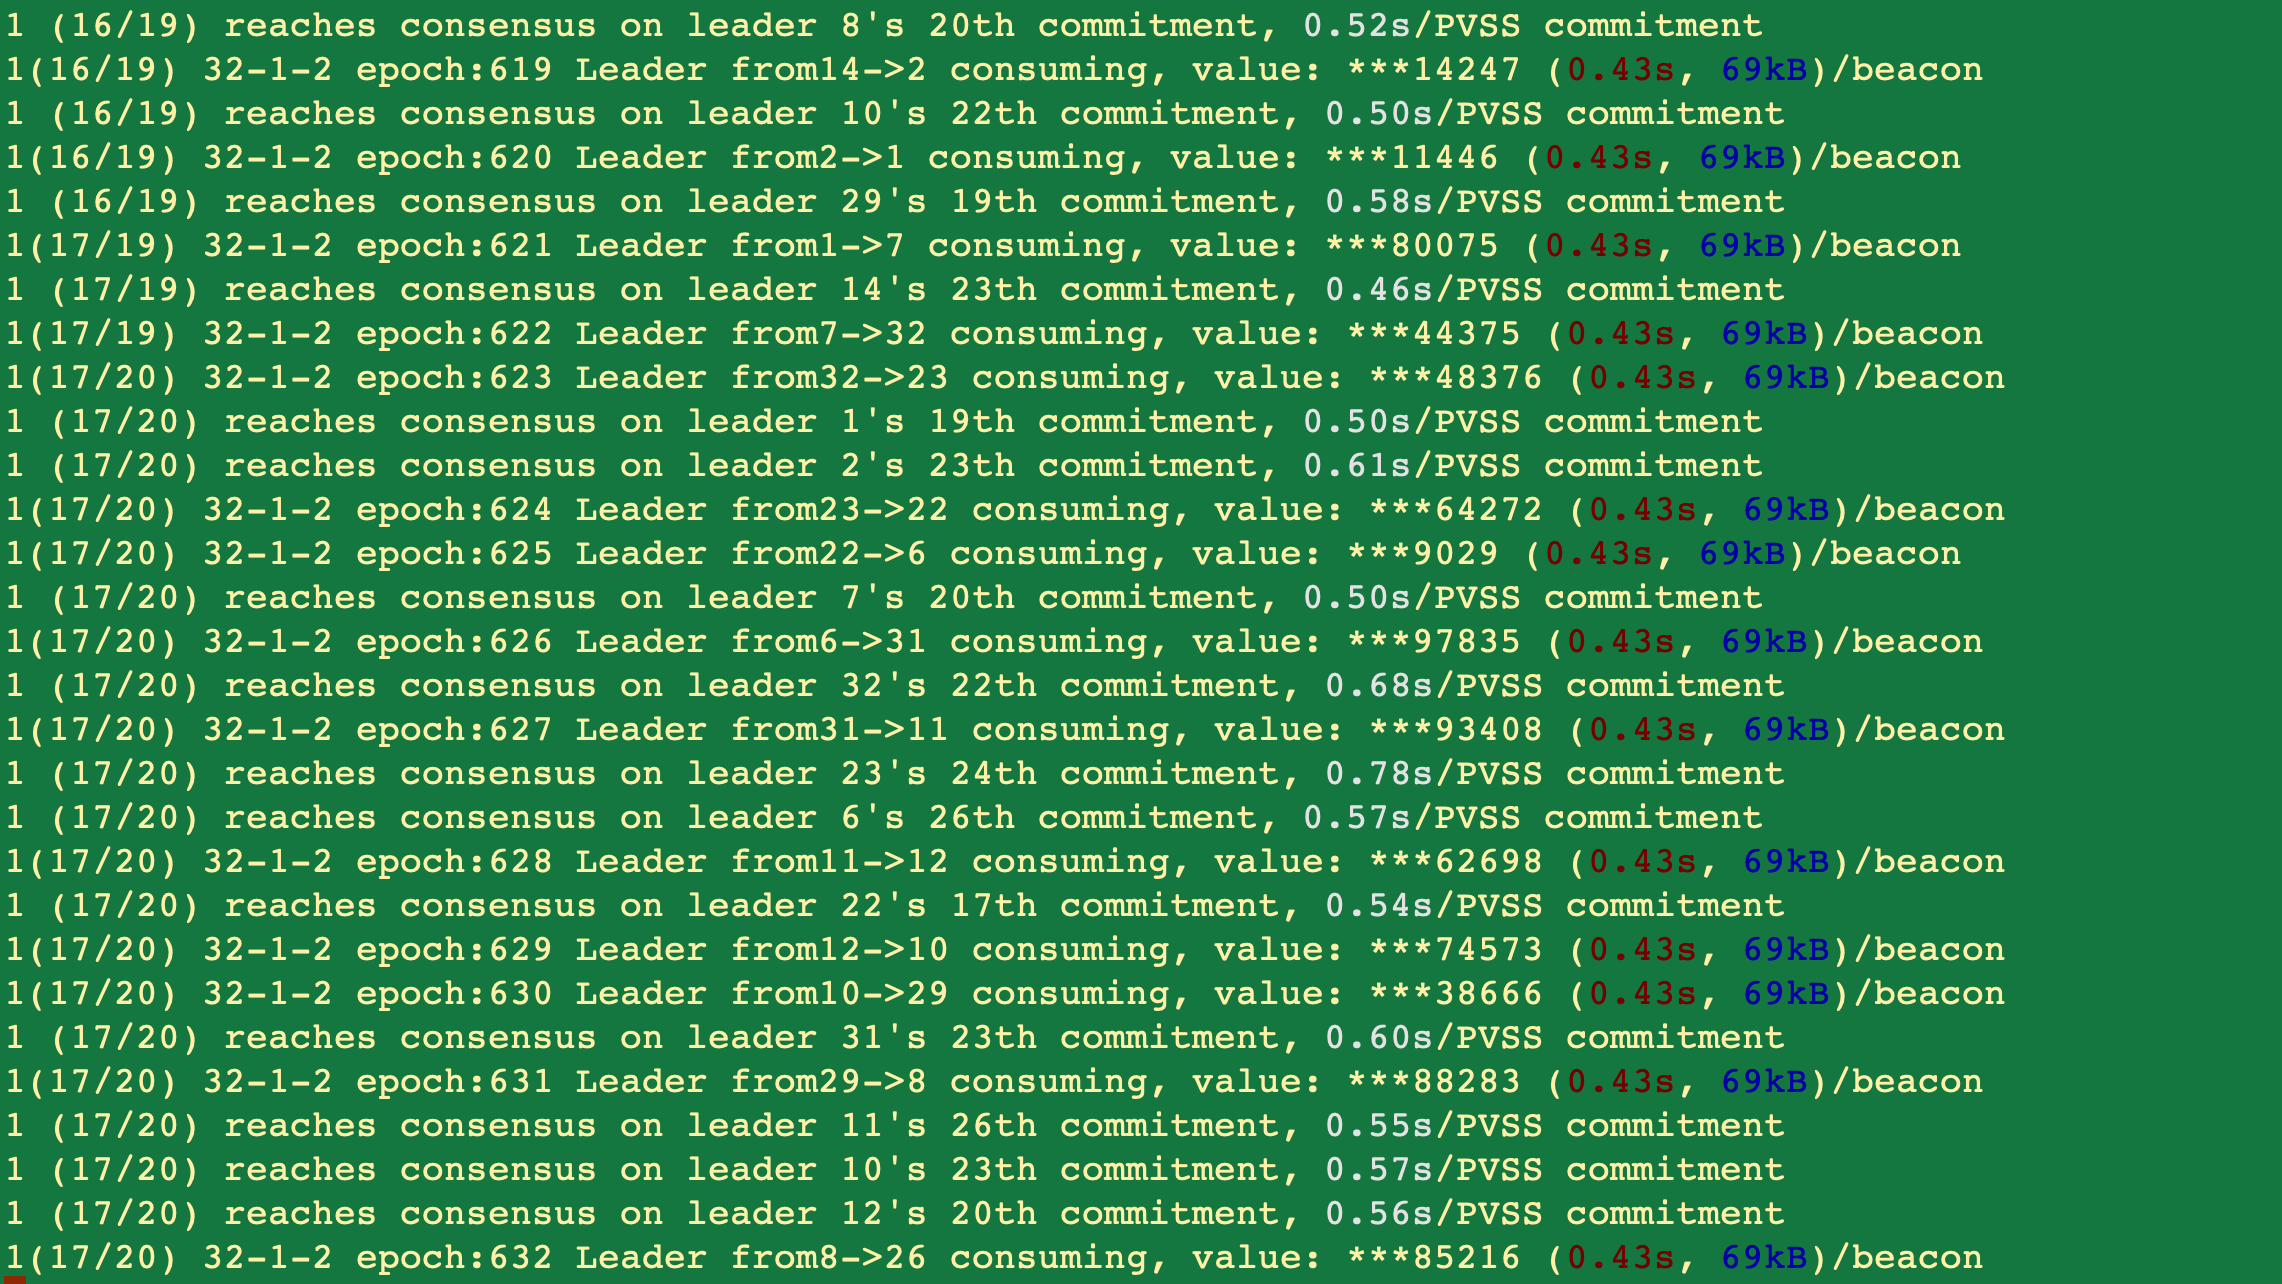 1 (16/19) reaches consensus on leader 8's 20th commitment, 0.52s/PVSS commitment
1(16/19) 32-1-2 epoch:619 Leader from14->2 consuming, value: ***14247 (0.43s, 69kB)/beacon
1 (16/19) reaches consensus on leader 10's 22th commitment, 0.50s/PVSS commitment
1(16/19) 32-1-2 epoch:620 Leader from2->1 consuming, value: ***11446 (0.43s, 69kB)/beacon
1 (16/19) reaches consensus on leader 29's 19th commitment, 0.58s/PVSS commitment
1(17/19) 32-1-2 epoch:621 Leader from1->7 consuming, value: ***80075 (0.43s, 69kB)/beacon
1 (17/19) reaches consensus on leader 14's 23th commitment, 0.46s/PVSS commitment
1(17/19) 32-1-2 epoch:622 Leader from7->32 consuming, value: ***44375 (0.43s, 69kB)/beacon
1(17/20) 32-1-2 epoch:623 Leader from32->23 consuming, value: ***48376 (0.43s, 69kB)/beacon
1 (17/20) reaches consensus on leader 1's 19th commitment, 0.50s/PVSS commitment
1 (17/20) reaches consensus on leader 2's 23th commitment, 0.61s/PVSS commitment
1(17/20) 32-1-2 epoch:624 Leader from23->22 consuming, value: ***64272 (0.43s, 69kB)/beacon
1(17/20) 32-1-2 epoch:625 Leader from22->6 consuming, value: ***9029 (0.43s, 69kB)/beacon
1 (17/20) reaches consensus on leader 7's 20th commitment, 0.50s/PVSS commitment
1(17/20) 32-1-2 epoch:626 Leader from6->31 consuming, value: ***97835 (0.43s, 69kB)/beacon
1 (17/20) reaches consensus on leader 32's 22th commitment, 0.68s/PVSS commitment
1(17/20) 32-1-2 epoch:627 Leader from31->11 consuming, value: ***93408 (0.43s, 69kB)/beacon
1 (17/20) reaches consensus on leader 23's 24th commitment, 0.78s/PVSS commitment
1 (17/20) reaches consensus on leader 6's 26th commitment, 0.57s/PVSS commitment
1(17/20) 32-1-2 epoch:628 Leader from11->12 consuming, value: ***62698 (0.43s, 69kB)/beacon
1 (17/20) reaches consensus on leader 22's 17th commitment, 0.54s/PVSS commitment
1(17/20) 32-1-2 epoch:629 Leader from12->10 consuming, value: ***74573 (0.43s, 69kB)/beacon
1(17/20) 32-1-2 epoch:630 Leader from10->29 consuming, value: ***38666 (0.43s, 69kB)/beacon
1 (17/20) reaches consensus on leader 31's 23th commitment, 0.60s/PVSS commitment
1(17/20) 32-1-2 epoch:631 Leader from29->8 consuming, value: ***88283 (0.43s, 69kB)/beacon
1 (17/20) reaches consensus on leader 11's 26th commitment, 0.55s/PVSS commitment
1 (17/20) reaches consensus on leader 10's 23th commitment, 0.57s/PVSS commitment
1 (17/20) reaches consensus on leader 12's 20th commitment, 0.56s/PVSS commitment
1(17/20) 32-1-2 epoch:632 Leader from8->26 consuming, value: ***85216 (0.43s, 69kB)/beacon